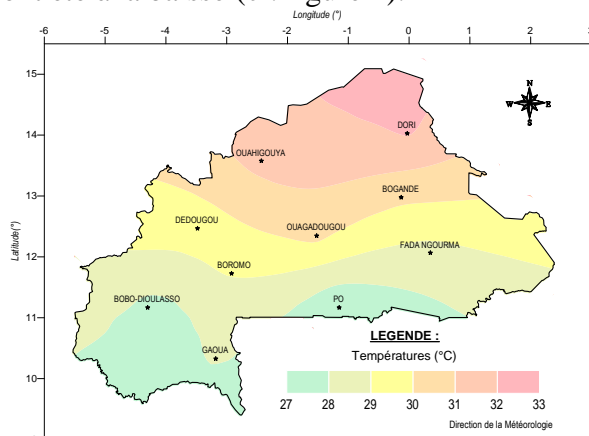 Longitude (°)
-6 -5 -4 -3 -2 -1 0 1 2 3
15
N
W E
S
14
DORI
OUAHIGOUYA
13
BOGANDE
DEDOUGOU
OUAGADOUGOU
Latitude(°)
12
FADA NGOURMA
BOROMO
11
BOBO-DIOULASSO
PO
LEGENDE :
GAOUA
Températures (°C)
10
27 28 29 30 31 32 33
Direction de la Météorologie